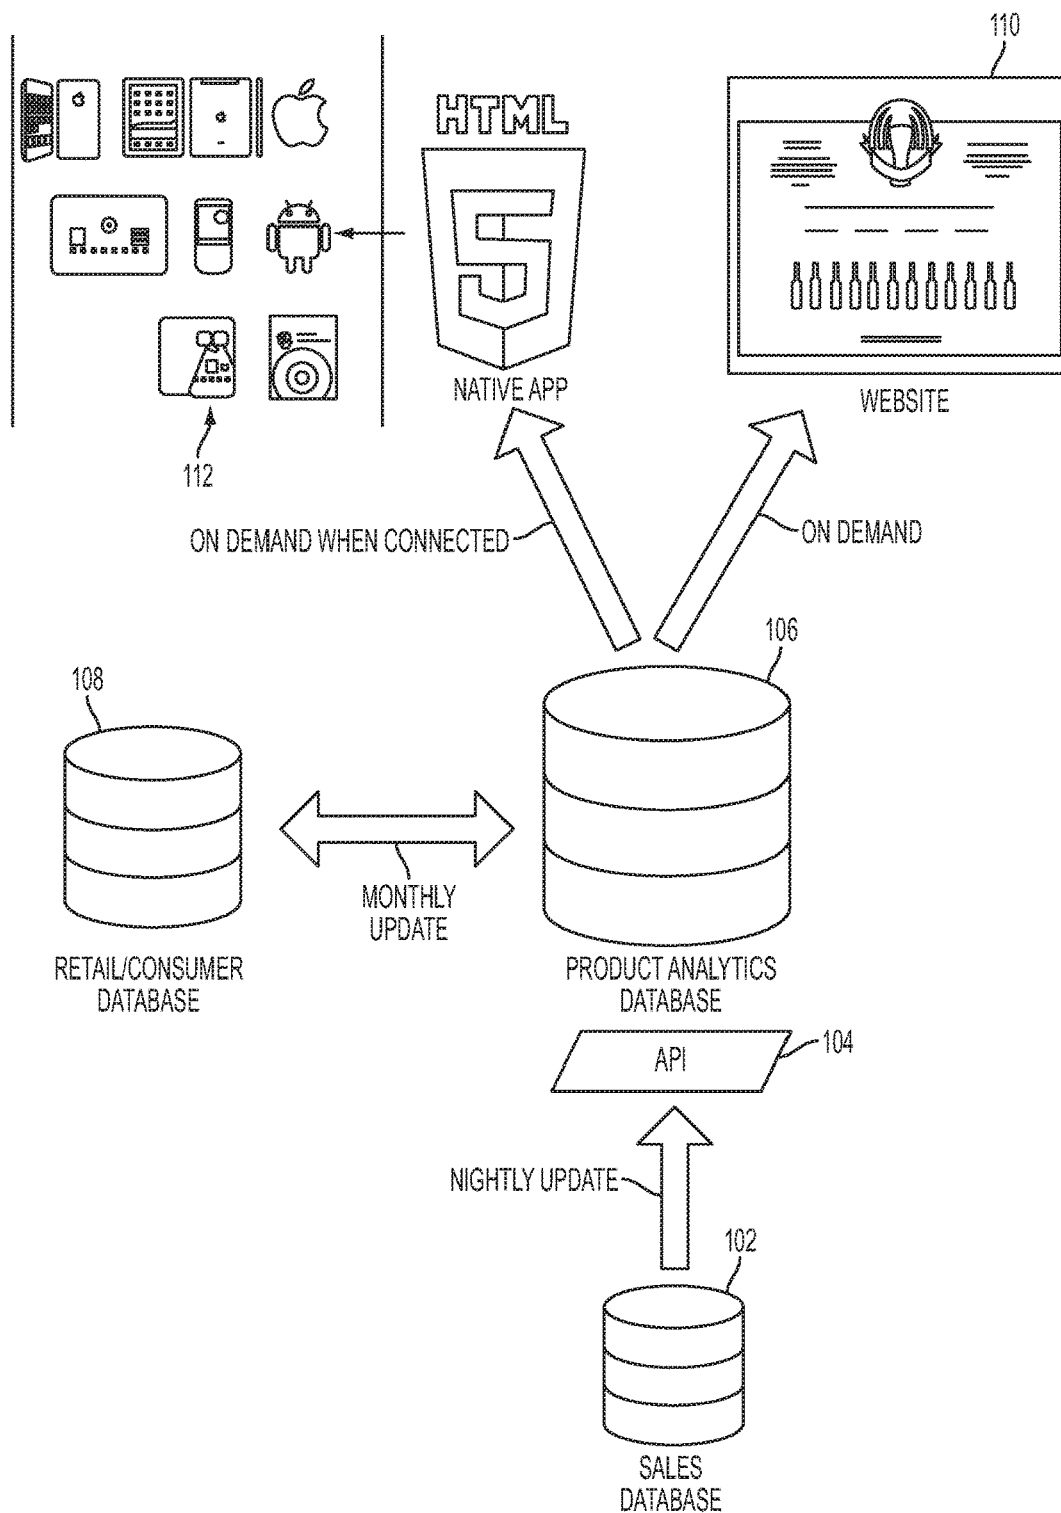 110
HTML
5
NATIVE APP
WEBSITE
112
ON DEMAND WHEN CONNECTED
ON DEMAND
106
108
MONTHLY
UPDATE
RETAIL/CONSUMER
DATABASE
PRODUCT ANALYTICS
DATABASE
API
104
NIGHTLY UPDATE
102
SALES
DATABASE